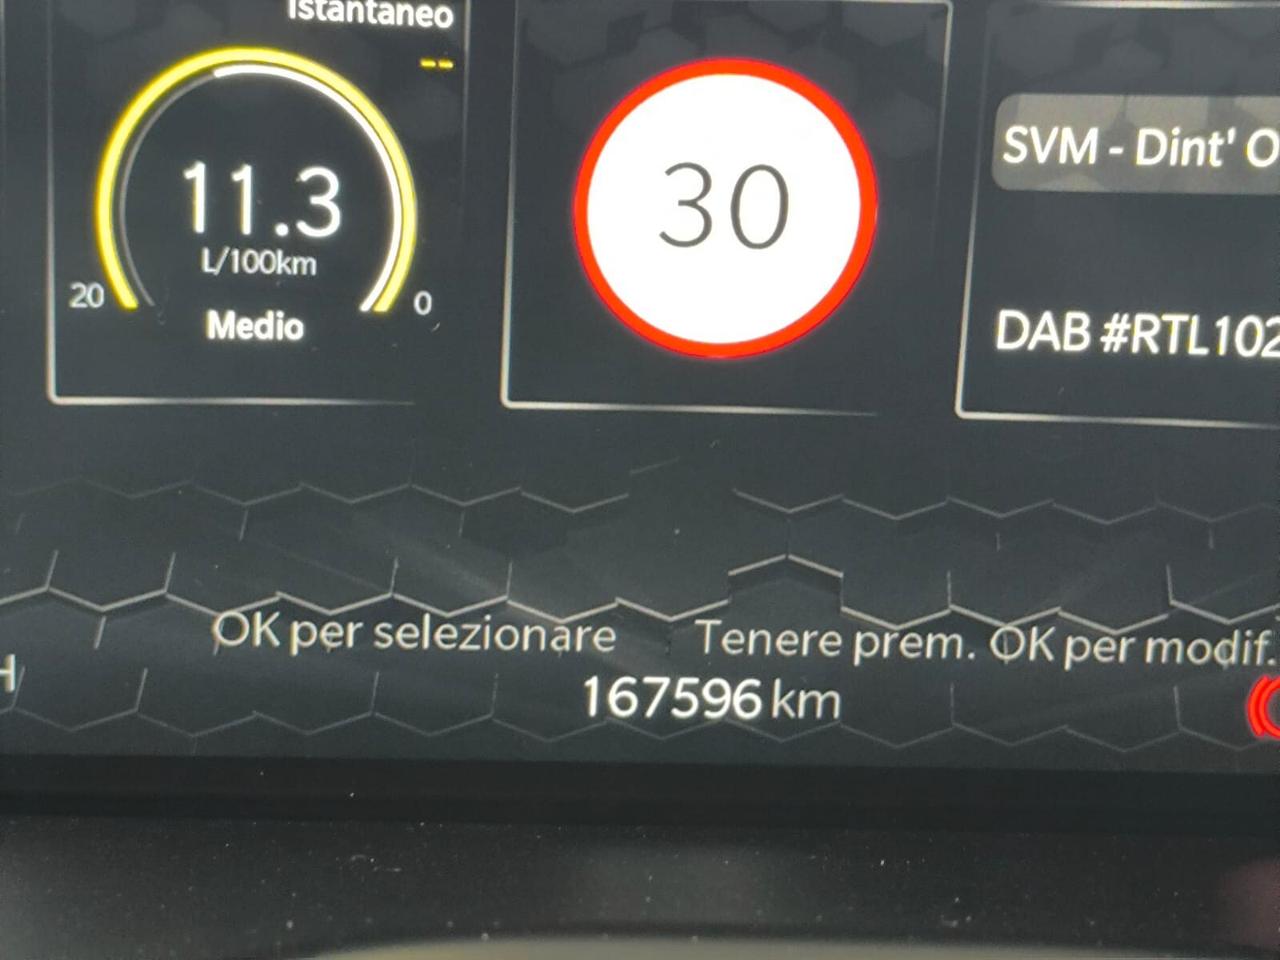 Istantaneo
--
11.3
L/100km
20
0
Medio
30
SVM - Dint' O
DAB #RTL102
OK per selezionare
Tenere prem. OK per modif.
H
167596 km